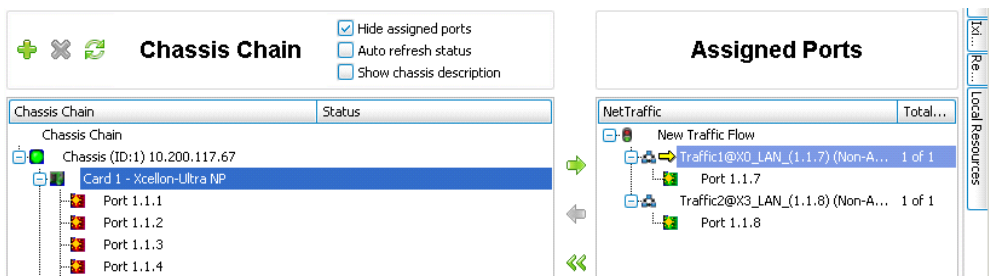 Chassis Chain
Hide assigned ports
Auto refresh status
Show chassis description
Chassis Chain Status
Chassis Chain
Chassis (ID:1) 10.200.117.67
Card 1 - Xcellon-Ultra NP
Port 1.1.1
Port 1.1.2
Port 1.1.3
Port 1.1.4
Assigned Ports
NetTraffic Total...
New Traffic Flow
Traffic1@X0_LAN_(1.1.7) (Non-A... 1 of 1
Port 1.1.7
Traffic2@X3_LAN_(1.1.8) (Non-A... 1 of 1
Port 1.1.8
Ixi...
Re...
Local Resources